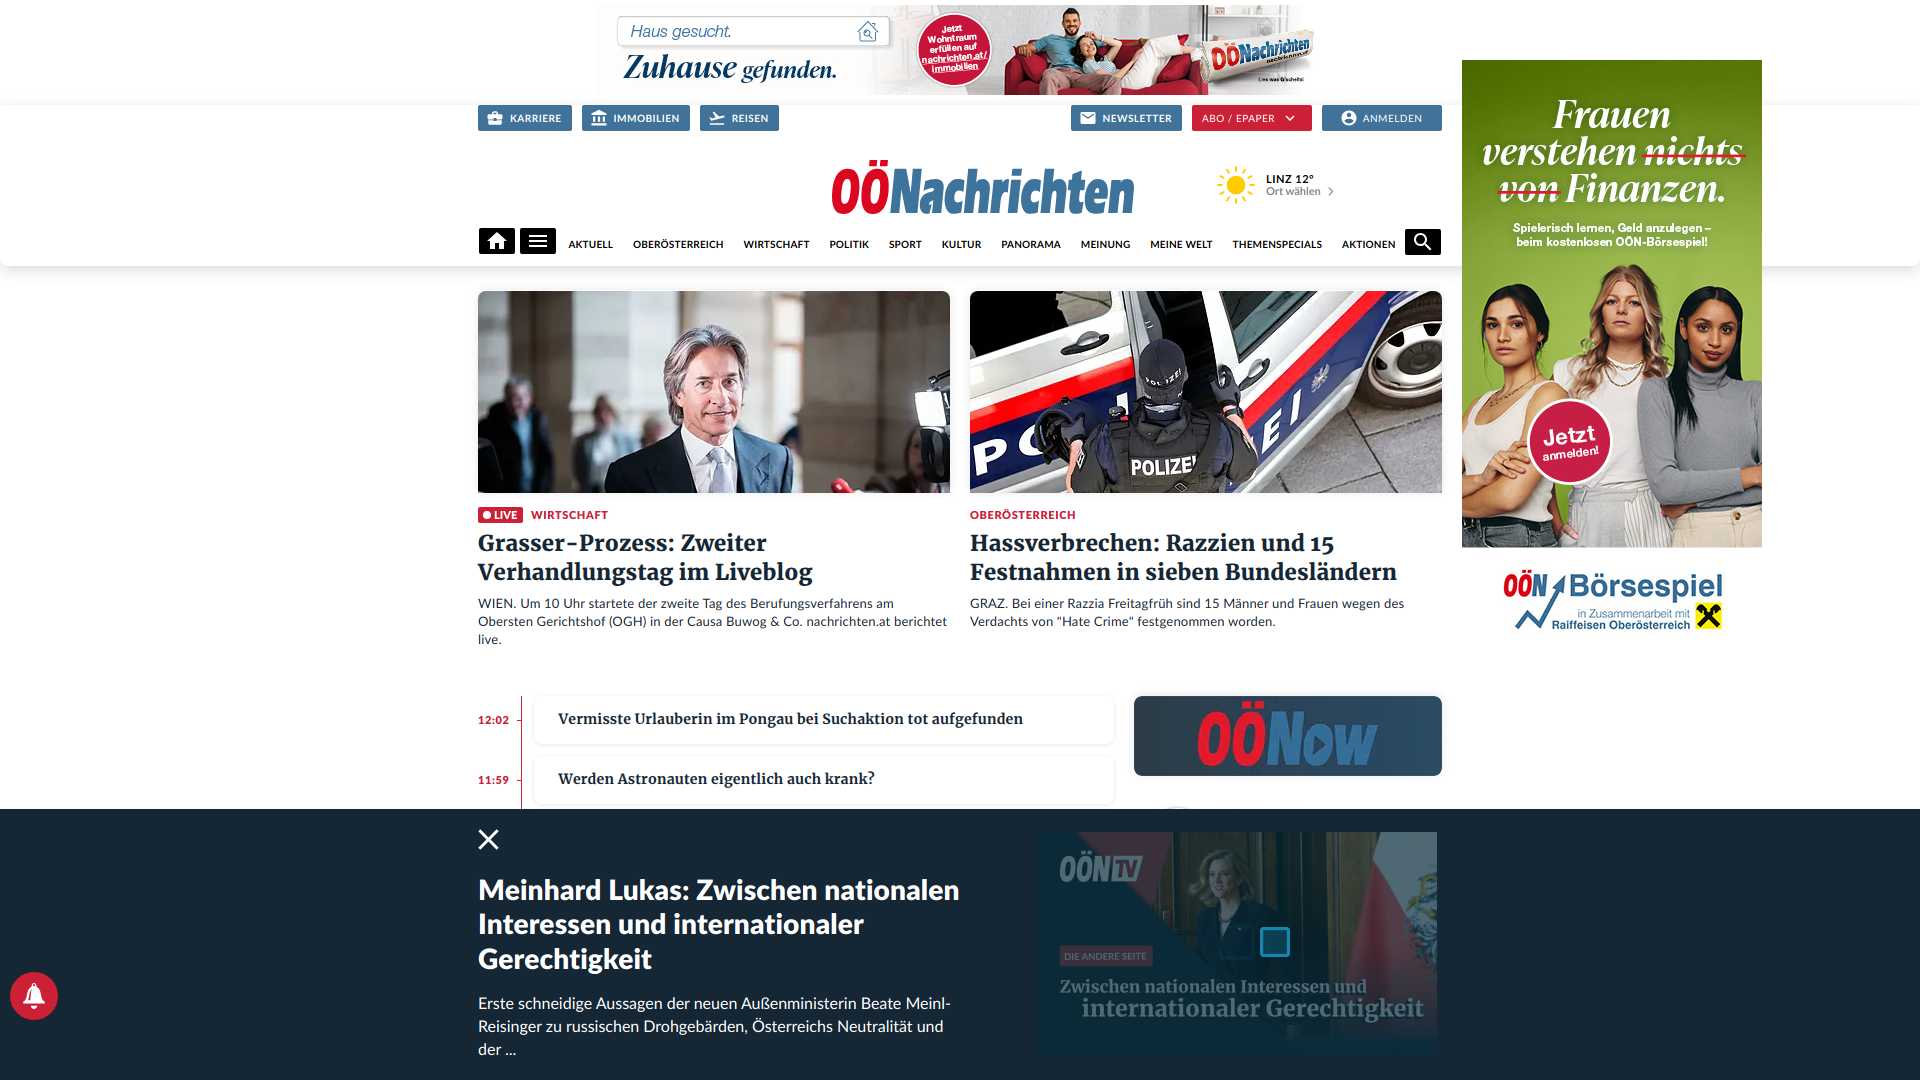 Haus gesucht.
Zuhause gefunden.
Jetzt
Wohntraum
erfüllen auf
nachrichten.at/
immobilien
OÖNachrichten
Lies was Gscheits!
KARRIERE
IMMOBILIEN
REISEN
NEWSLETTER
ABO / EPAPER
ANMELDEN
OÖNachrichten
LINZ 12°
Ort wählen
AKTUELL
OBERÖSTERREICH
WIRTSCHAFT
POLITIK
SPORT
KULTUR
PANORAMA
MEINUNG
MEINE WELT
THEMENSPECIALS
AKTIONEN
Frauen
verstehen nichts
von Finanzen.
Spielerisch lernen, Geld anzulegen –
beim kostenlosen OÖN-Börsespiel!
Jetzt
anmelden!
OÖN Börsespiel
in Zusammenarbeit mit
Raiffeisen Oberösterreich
POLIZEI
POLIZEI
LIVE WIRTSCHAFT
Grasser-Prozess: Zweiter
Verhandlungstag im Liveblog
WIEN. Um 10 Uhr startete der zweite Tag des Berufungsverfahrens am
Obersten Gerichtshof (OGH) in der Causa Buwog & Co. nachrichten.at berichtet
live.
OBERÖSTERREICH
Hassverbrechen: Razzien und 15
Festnahmen in sieben Bundesländern
GRAZ. Bei einer Razzia Freitagfrüh sind 15 Männer und Frauen wegen des
Verdachts von "Hate Crime" festgenommen worden.
12:02
Vermisste Urlauberin im Pongau bei Suchaktion tot aufgefunden
11:59
Werden Astronauten eigentlich auch krank?
OÖNow
Meinhard Lukas: Zwischen nationalen
Interessen und internationaler
Gerechtigkeit
Erste schneidige Aussagen der neuen Außenministerin Beate Meinl-
Reisinger zu russischen Drohgebärden, Österreichs Neutralität und
der ...
OÖN TV
DIE ANDERE SEITE
Zwischen nationalen Interessen und
internationaler Gerechtigkeit